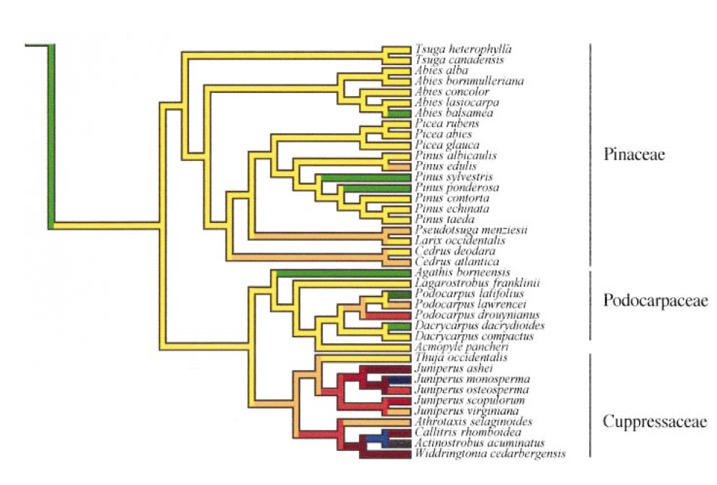 Tsuga heterophylla
Tsuga canadensis
Abies alba
Abies bornmulleriana
Abies concolor
Abies lasiocarpa
Abies balsamea
Picea rubens
Picea abies
Picea glauca
Pinus albicaulis
Pinus edulis
Pinus sylvestris
Pinus ponderosa
Pinus contorta
Pinus echinata
Pinus taeda
Pseudotsuga menziesii
Larix occidentalis
Cedrus deodara
Cedrus atlantica
Pinaceae
Agathis borneensis
Lagarostrobus franklinii
Podocarpus latifolius
Podocarpus lawrencei
Podocarpus drouynianus
Dacrycarpus dacrydioides
Dacrycarpus compactus
Acmopyle pancheri
Podocarpaceae
Thuja occidentalis
Juniperus ashei
Juniperus monosperma
Juniperus osteosperma
Juniperus scopulorum
Juniperus virginiana
Athrotaxis selaginoides
Callitris rhomboidea
Actinostrobus acuminatus
Widdringtonia cedarbergensis
Cuppressaceae